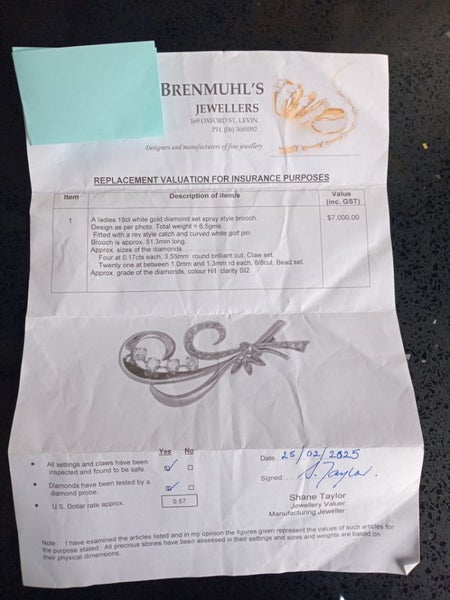 BRENMUHL'S
JEWELLERS
169 OXFORD ST, LEVIN
PH. (06) 3685092
Designers and manufacturers of fine jewellery
REPLACEMENT VALUATION FOR INSURANCE PURPOSES
Item Description of item/s Value
(inc. GST)
1 A ladies 18ct white gold diamond set spray style brooch. $7,000.00
Design as per photo. Total weight = 6.5gms.
Fitted with a rev style catch and curved white golf pin.
Brooch is approx. 51.3mm long.
Approx. sizes of the diamonds
Four at 0.17cts each, 3.55mm round brilliant cut, Claw set.
Twenty one at between 1.0mm and 1.3mm rd each, 8/8cut. Bead set.
Approx. grade of the diamonds, colour H/I clarity SI2
Yes No
All settings and claws have been
inspected and found to be safe
Diamonds have been tested by a
diamond probe.
U.S. Dollar rate approx. 0.57
Date.. 25/02/2025
Signed...... S. Taylor
Shane Taylor
Jewellery Valuer
Manufacturing Jeweller
Note: I have examined the articles listed and in my opinion the figures given represent the values of such articles for
the purpose stated. All precious stones have been assessed in their settings and sizes and weights are based on
their physical dimensions.